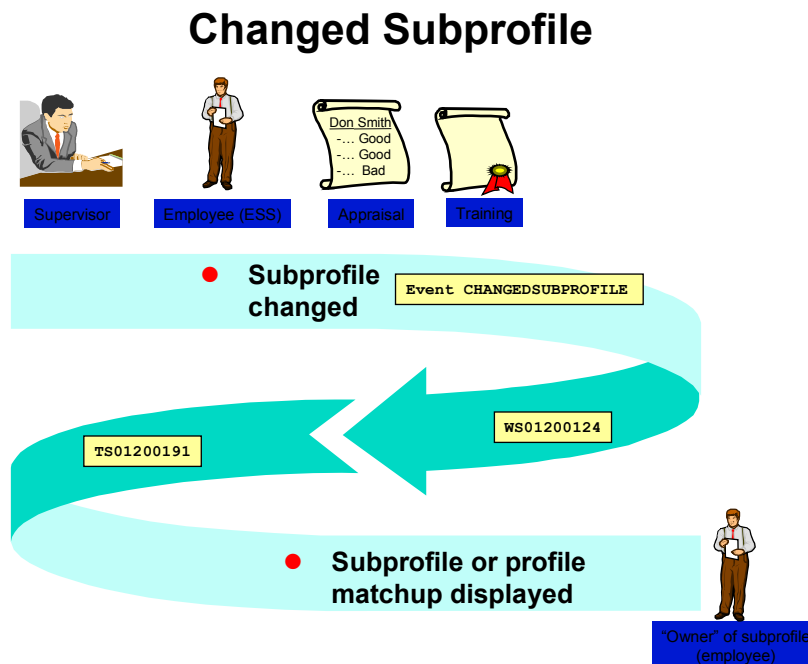 Changed Subprofile
Don Smith
-… Good
-… Good
-… Bad
Supervisor
Employee (ESS)
Appraisal
Training
Subprofile
changed
Event CHANGEDSUBPROFILE
WS01200124
TS01200191
Subprofile or profile
matchup displayed
"Owner" of subprofile
(employee)